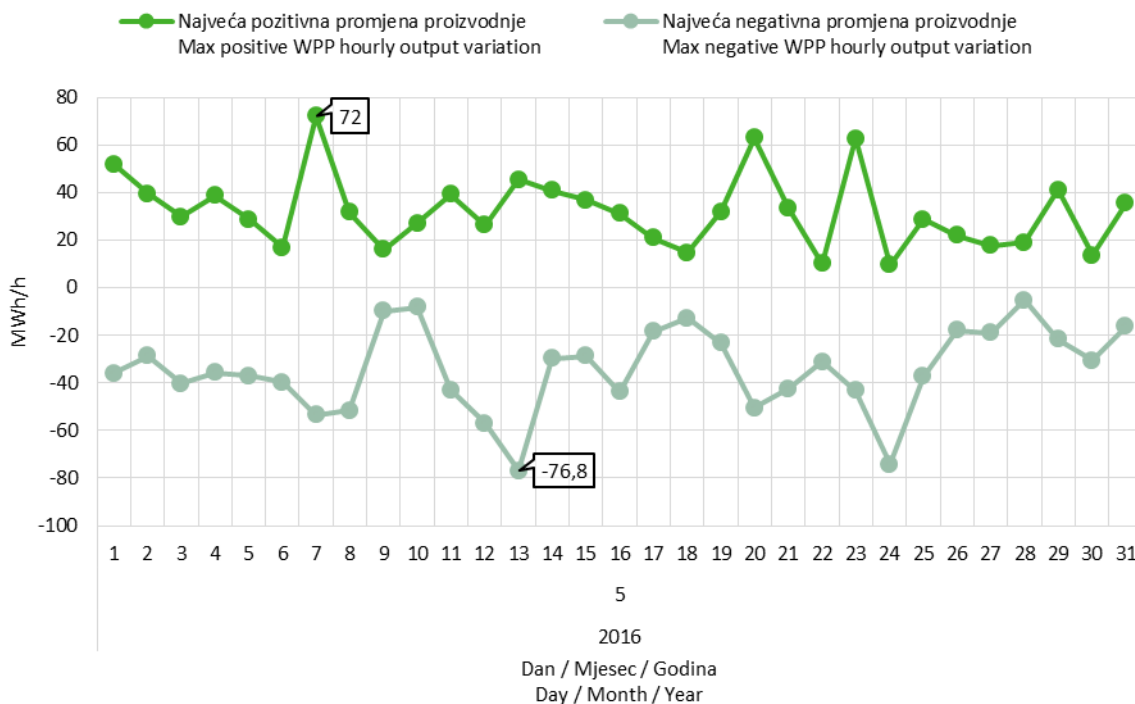 Najveća pozitivna promjena proizvodnje
Max positive WPP hourly output variation
Najveća negativna promjena proizvodnje
Max negative WPP hourly output variation
80
60
40
20
0
-20
-40
-60
-80
-100
MWh/h
72
-76,8
1 2 3 4 5 6 7 8 9 10 11 12 13 14 15 16 17 18 19 20 21 22 23 24 25 26 27 28 29 30 31
5
2016
Dan / Mjesec / Godina
Day / Month / Year